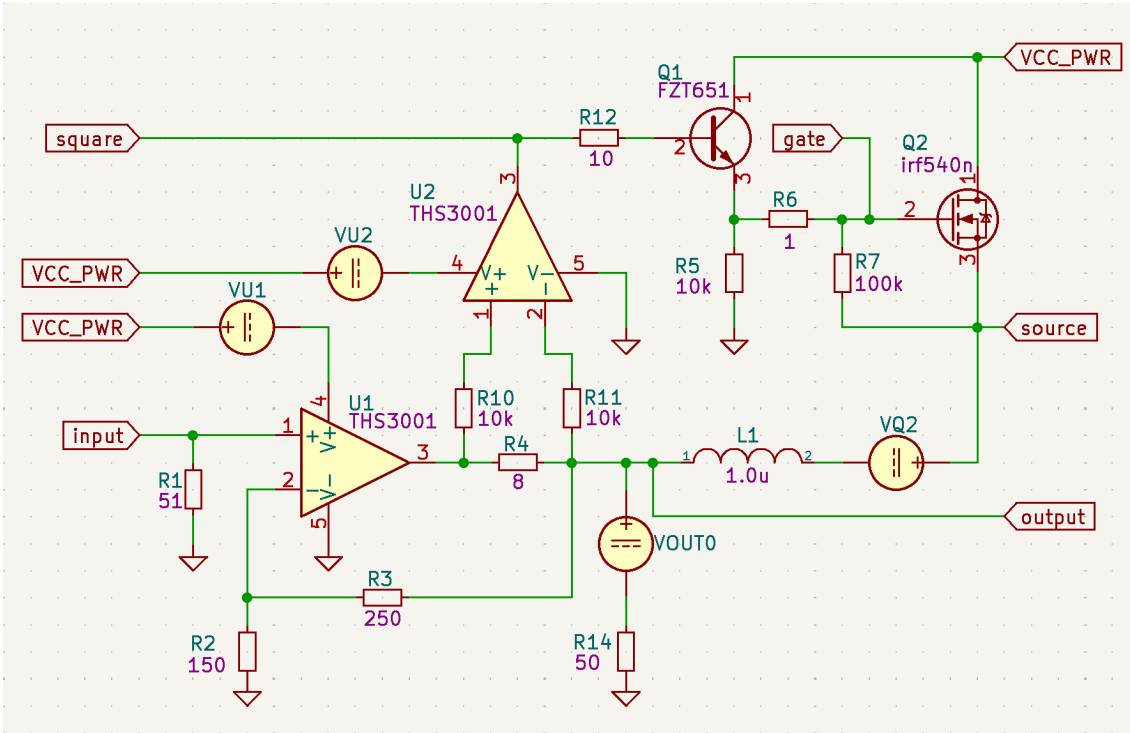 VCC_PWR
Q1
FZT651
1
square
R12
10
2
3
gate
Q2
irf540n
1
2
3
3
U2
THS3001
R6
1
VU2
VCC_PWR
4
V+
V-
5
+
-
R5
10k
R7
100k
VU1
VCC_PWR
1
2
source
4
U1
THS3001
R10
10k
R11
10k
input
1
+
V+
3
R4
8
2
-
V-
5
L1
1
2
1.0u
VQ2
R1
51
output
VOUT0
R3
250
R2
150
R14
50